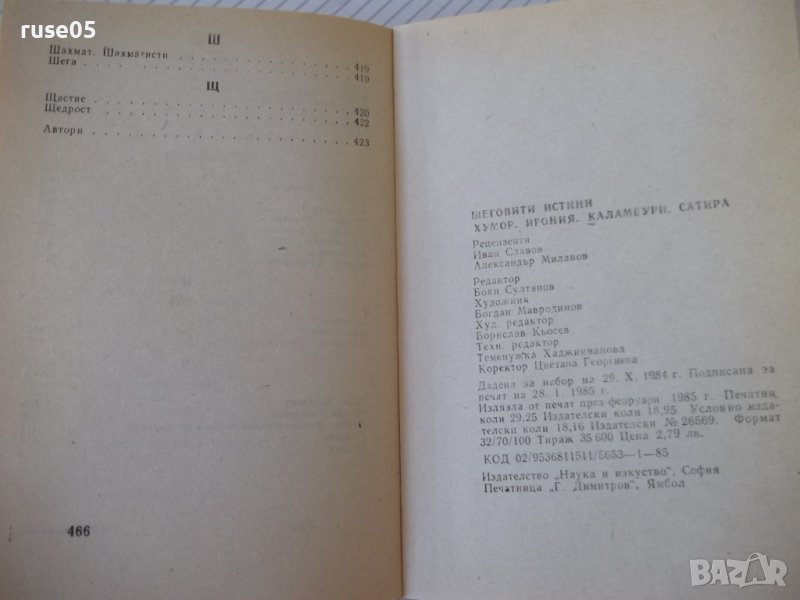 ruse05
Ш
Шахмат. Шахматисти . . . . . . . . . . . . 419
Шега . . . . . . . . . . . . . . . . . . 419
Щ
Щастие . . . . . . . . . . . . . . . . . 420
Щедрост . . . . . . . . . . . . . . . . . 422
Автори . . . . . . . . . . . . . . . . . 423
466
ШЕГОВИТИ ИСТИНИ
ХУМОР. ИРОНИЯ. КАЛАМБУРИ. САТИРА
Рецензенти
Иван Славов
Александър Миланов
Редактор
Боян Султанов
Художник
Богдан Мавродинов
Худ. редактор
Борислав Кьосев
Техн. редактор
Теменужка Хаджииванова
Коректор Цветана Георгиева
Дадена за набор на 29. X. 1984 г. Подписана за
печат на 28. 1. 1985 г.
Излязла от печат през февруари 1985 г. Печатни
коли 29,25 Издателски коли 18,95 Условно изда-
телски коли 18,16 Издателски № 26569. Формат
32/70/100 Тираж 35 600 Цена 2,79 лв.
КОД 02/9536811511/5653—1—85
Издателство „Наука и изкуство", София
Печатница „Г. Димитров", Ямбол
BAZAR